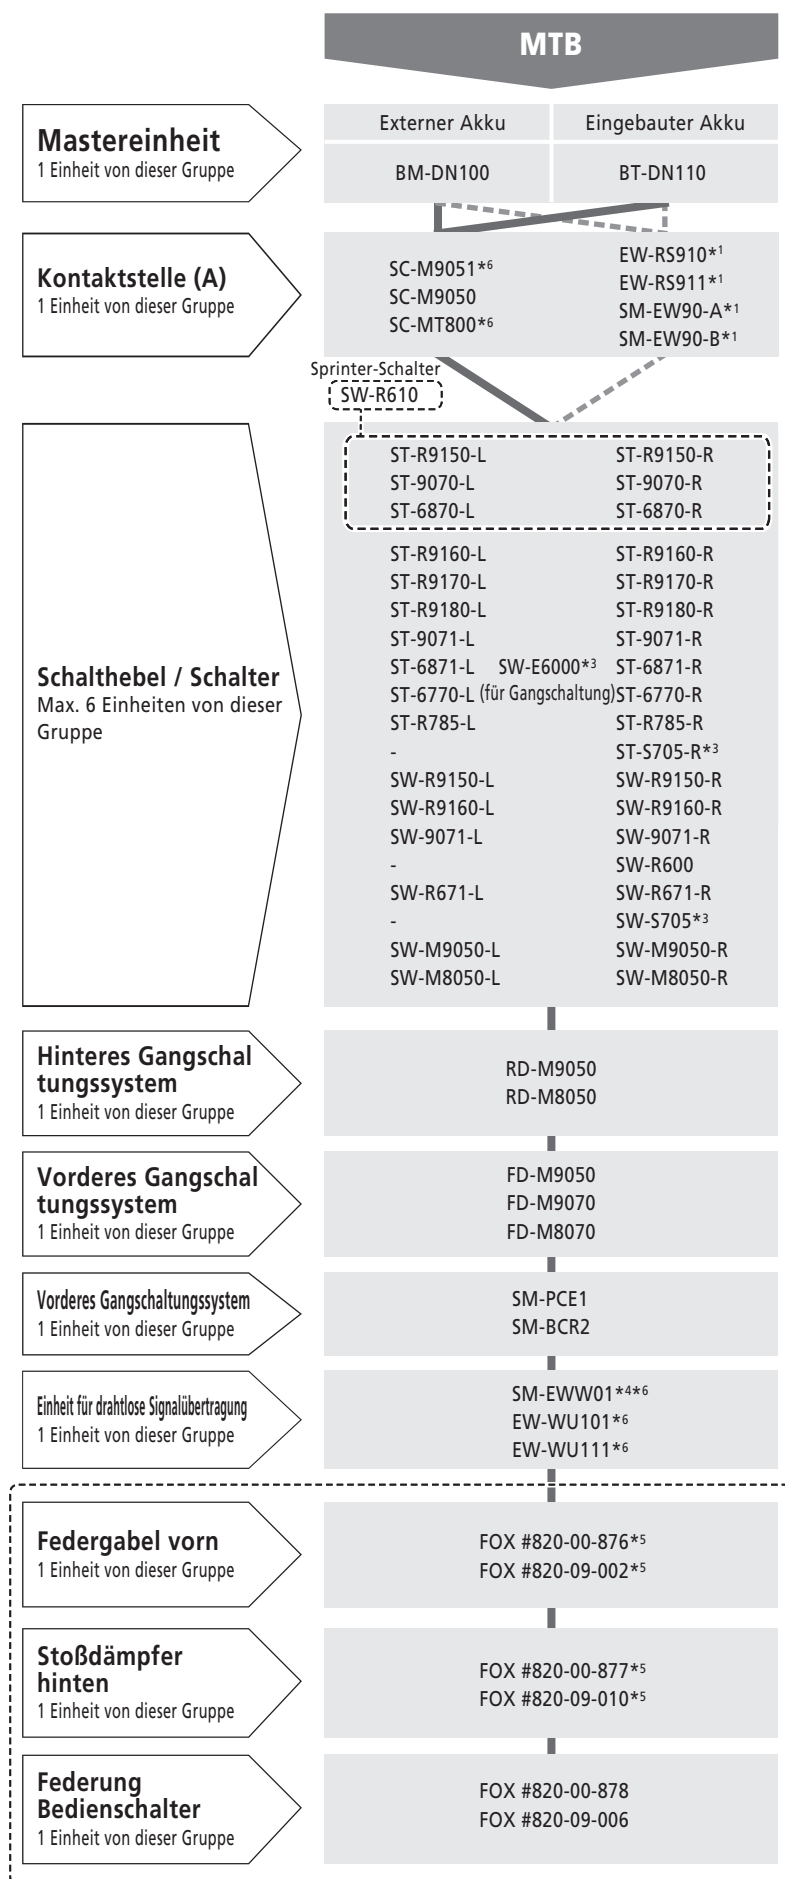 MTB
Mastereinheit
1 Einheit von dieser Gruppe
Externer Akku
Eingebauter Akku
BM-DN100
BT-DN110
Kontaktstelle (A)
1 Einheit von dieser Gruppe
SC-M9051*6
SC-M9050
SC-MT800*6
EW-RS910*1
EW-RS911*1
SM-EW90-A*1
SM-EW90-B*1
Sprinter-Schalter
SW-R610
Schalthebel / Schalter
Max. 6 Einheiten von dieser
Gruppe
ST-R9150-L ST-R9150-R
ST-9070-L ST-9070-R
ST-6870-L ST-6870-R
ST-R9160-L ST-R9160-R
ST-R9170-L ST-R9170-R
ST-R9180-L ST-R9180-R
ST-9071-L ST-9071-R
ST-6871-L SW-E6000*3 ST-6871-R
ST-6770-L (für Gangschaltung) ST-6770-R
ST-R785-L ST-R785-R
- ST-S705-R*3
SW-R9150-L SW-R9150-R
SW-R9160-L SW-R9160-R
SW-9071-L SW-9071-R
- SW-R600
SW-R671-L SW-R671-R
- SW-S705*3
SW-M9050-L SW-M9050-R
SW-M8050-L SW-M8050-R
Hinteres Gangschal
tungssystem
1 Einheit von dieser Gruppe
RD-M9050
RD-M8050
Vorderes Gangschal
tungssystem
1 Einheit von dieser Gruppe
FD-M9050
FD-M9070
FD-M8070
Vorderes Gangschaltungssystem
1 Einheit von dieser Gruppe
SM-PCE1
SM-BCR2
Einheit für drahtlose Signalübertragung
1 Einheit von dieser Gruppe
SM-EWW01*4*6
EW-WU101*6
EW-WU111*6
Federgabel vorn
1 Einheit von dieser Gruppe
FOX #820-00-876*5
FOX #820-09-002*5
Stoßdämpfer
hinten
1 Einheit von dieser Gruppe
FOX #820-00-877*5
FOX #820-09-010*5
Federung
Bedienschalter
1 Einheit von dieser Gruppe
FOX #820-00-878
FOX #820-09-006